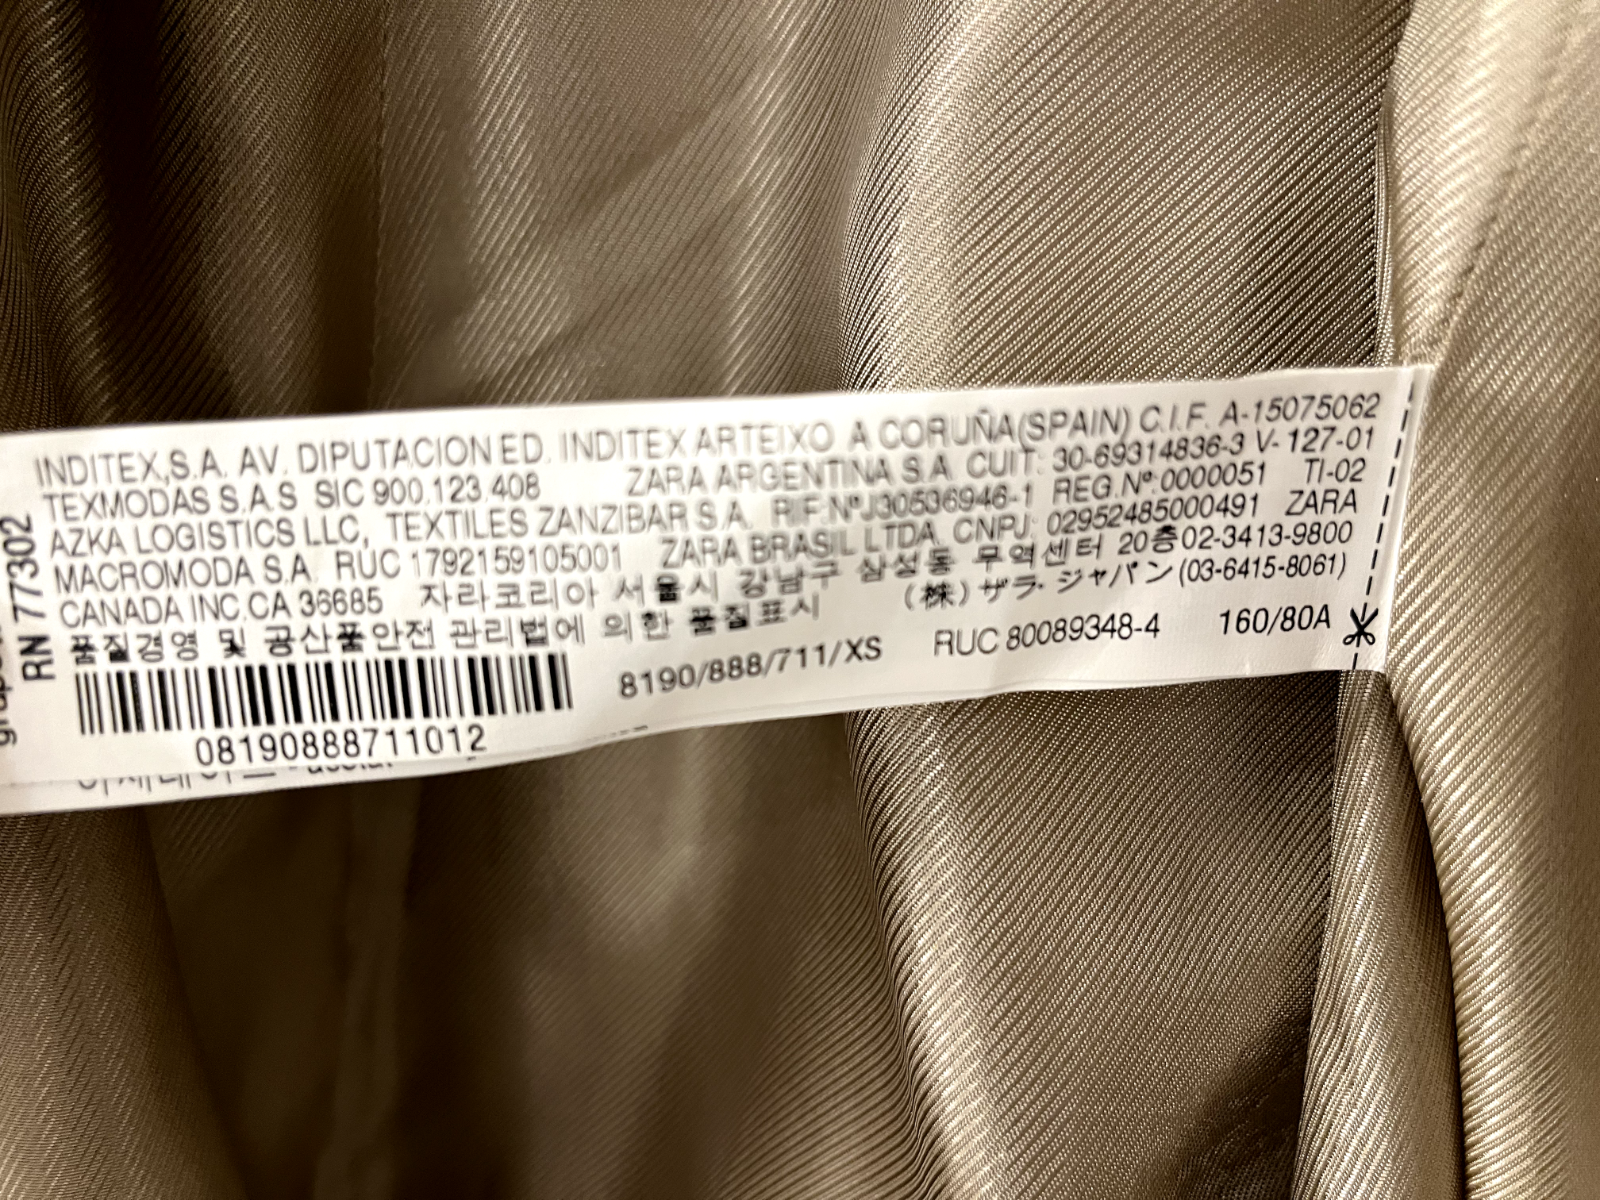 INDITEX,S.A. AV. DIPUTACION ED. INDITEX ARTEIXO A CORUÑA(SPAIN) C.I.F. A-15075062
TEXMODAS S.A.S SIC 900.123.408 ZARA ARGENTINA S.A. CUIT: 30-69314836-3 V-127-01
AZKA LOGISTICS LLC, TEXTILES ZANZIBAR S.A. RIF.NºJ30536946-1 REG.Nº:0000051 TI-02
MACROMODA S.A. RUC 1792159105001 ZARA BRASIL LTDA. CNPJ: 02952485000491 ZARA
CANADA INC.CA 36685 자라코리아 서울시 강남구 삼성동 무역센터 20층 02-3413-9800
품질경영 및 공산품안전 관리법에 의한 품질표시 (株)ザラ・ジャパン (03-6415-8061)
8190/888/711/XS RUC 80089348-4 160/80A
08190888711012
RN 77302